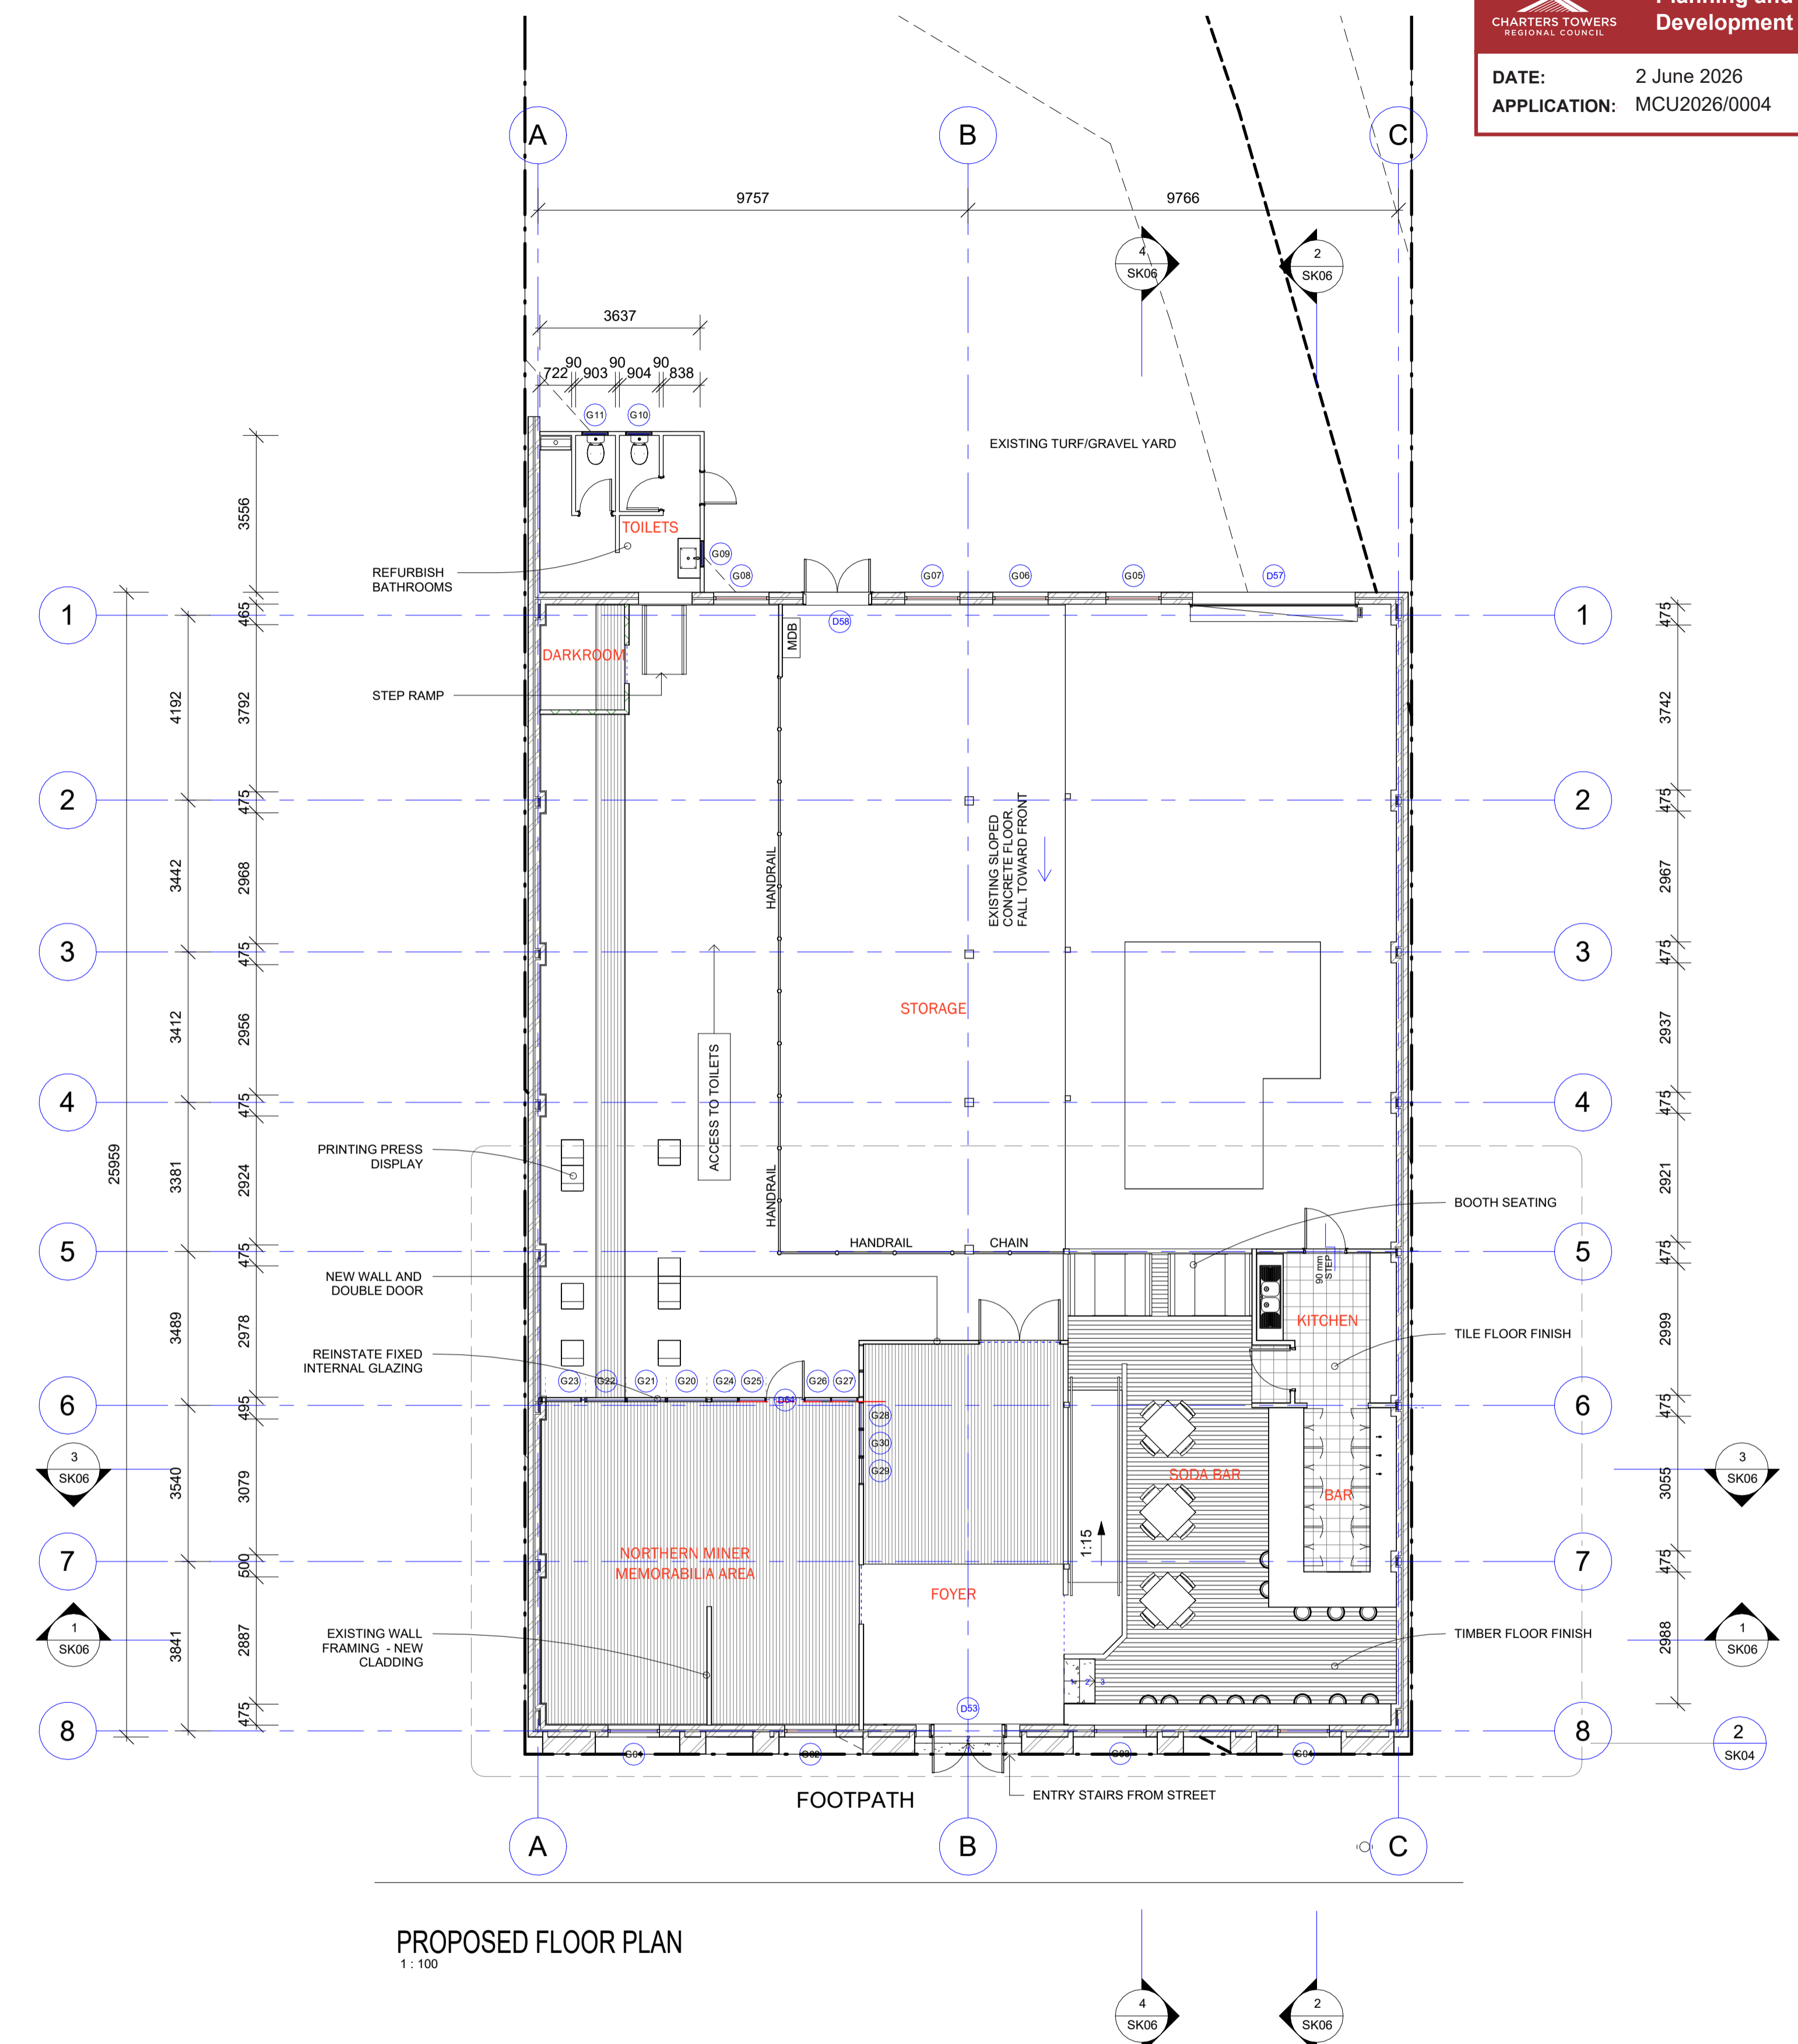 Planning and
Development
CHARTERS TOWERS
REGIONAL COUNCIL
DATE: 2 June 2026
APPLICATION: MCU2026/0004
A B C
9757 9766
4
SK06
2
SK06
3637
90 90 90
722 903 904 838
G11 G10
EXISTING TURF/GRAVEL YARD
3556
TOILETS
G09
REFURBISH
BATHROOMS
G08 G07 G06 G05 D57
1 465 1 475
D58
MDB
DARKROOM
STEP RAMP
4192 3792 3742
2 475 2 475
EXISTING SLOPED
CONCRETE FLOOR.
FALL TOWARD FRONT
HANDRAIL
3442 2968 2967
3 475 3 475
STORAGE
3412 2956 2937
4 475 4 475
ACCESS TO TOILETS
25959
PRINTING PRESS
DISPLAY
3381 2924 2921
HANDRAIL
BOOTH SEATING
HANDRAIL CHAIN
5 475 5 475
90 mm
STEP
NEW WALL AND
DOUBLE DOOR
KITCHEN
3489 2978 2999
TILE FLOOR FINISH
REINSTATE FIXED
INTERNAL GLAZING
G23 G22 G21 G20 G24 G25 G26 G27
D54
6 495 6 475
G28
G30
G29
3
SK06
3540 3079 3055
3
SK06
SODA BAR
BAR
1:15
NORTHERN MINER
MEMORABILIA AREA
7 500 7 475
FOYER
EXISTING WALL
FRAMING - NEW
CLADDING
1
SK06
3841 2887 2988
TIMBER FLOOR FINISH
1
SK06
1 2 3
D53
8 475 8
2
SK04
2
G02 G03
FOOTPATH
ENTRY STAIRS FROM STREET
A B C
PROPOSED FLOOR PLAN
1 : 100
4
SK06
2
SK06